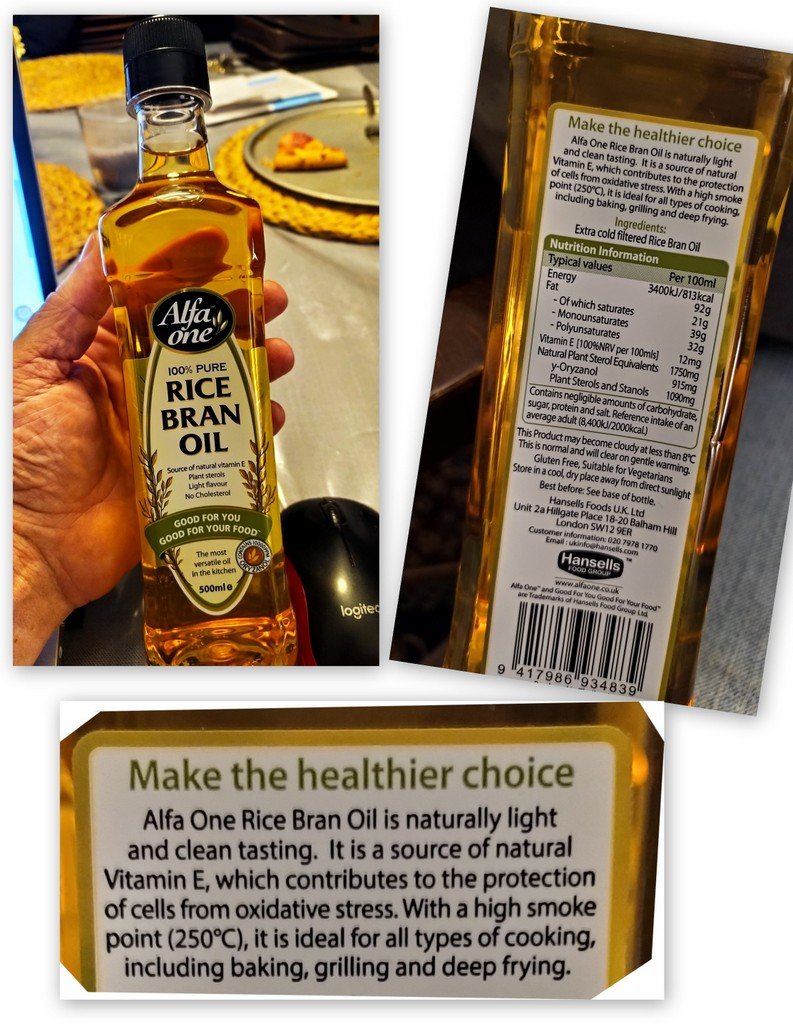 Alfa
one
100% PURE
RICE
BRAN
OIL
Source of natural vitamin E
Plant sterols
Light flavour
No Cholesterol
GOOD FOR YOU
GOOD FOR YOUR FOOD™
The most
versatile oil
in the kitchen
ORYZANOL
500ml e
logitec
Make the healthier choice
Alfa One Rice Bran Oil is naturally light
and clean tasting. It is a source of natural
Vitamin E, which contributes to the protection
of cells from oxidative stress. With a high smoke
point (250°C), it is ideal for all types of cooking,
including baking, grilling and deep frying.
Ingredients:
Extra cold filtered Rice Bran Oil
Nutrition Information
Typical values Per 100ml
Energy 3400kJ/813kcal
Fat 92g
- Of which saturates 21g
- Monounsaturates 39g
- Polyunsaturates 32g
Vitamin E [100%NRV per 100mls] 12mg
Natural Plant Sterol Equivalents 1750mg
y-Oryzanol 915mg
Plant Sterols and Stanols 1090mg
Contains negligible amounts of carbohydrate,
sugar, protein and salt. Reference intake of an
average adult (8,400kJ/2000kcal.)
This Product may become cloudy at less than 8°C
This is normal and will clear on gentle warming.
Gluten Free, Suitable for Vegetarians
Store in a cool, dry place away from direct sunlight
Best before: See base of bottle.
Hansells Foods U.K. Ltd
Unit 2a Hillgate Place 18-20 Balham Hill
London SW12 9ER
Customer information: 020 7978 1770
Email : ukinfo@hansells.com
Hansells™
FOOD GROUP
www.alfaone.co.uk
Alfa One™ and Good For You Good For Your Food™
are Trademarks of Hansells Food Group Ltd.
9 417986 934839
Make the healthier choice
Alfa One Rice Bran Oil is naturally light
and clean tasting. It is a source of natural
Vitamin E, which contributes to the protection
of cells from oxidative stress. With a high smoke
point (250°C), it is ideal for all types of cooking,
including baking, grilling and deep frying.